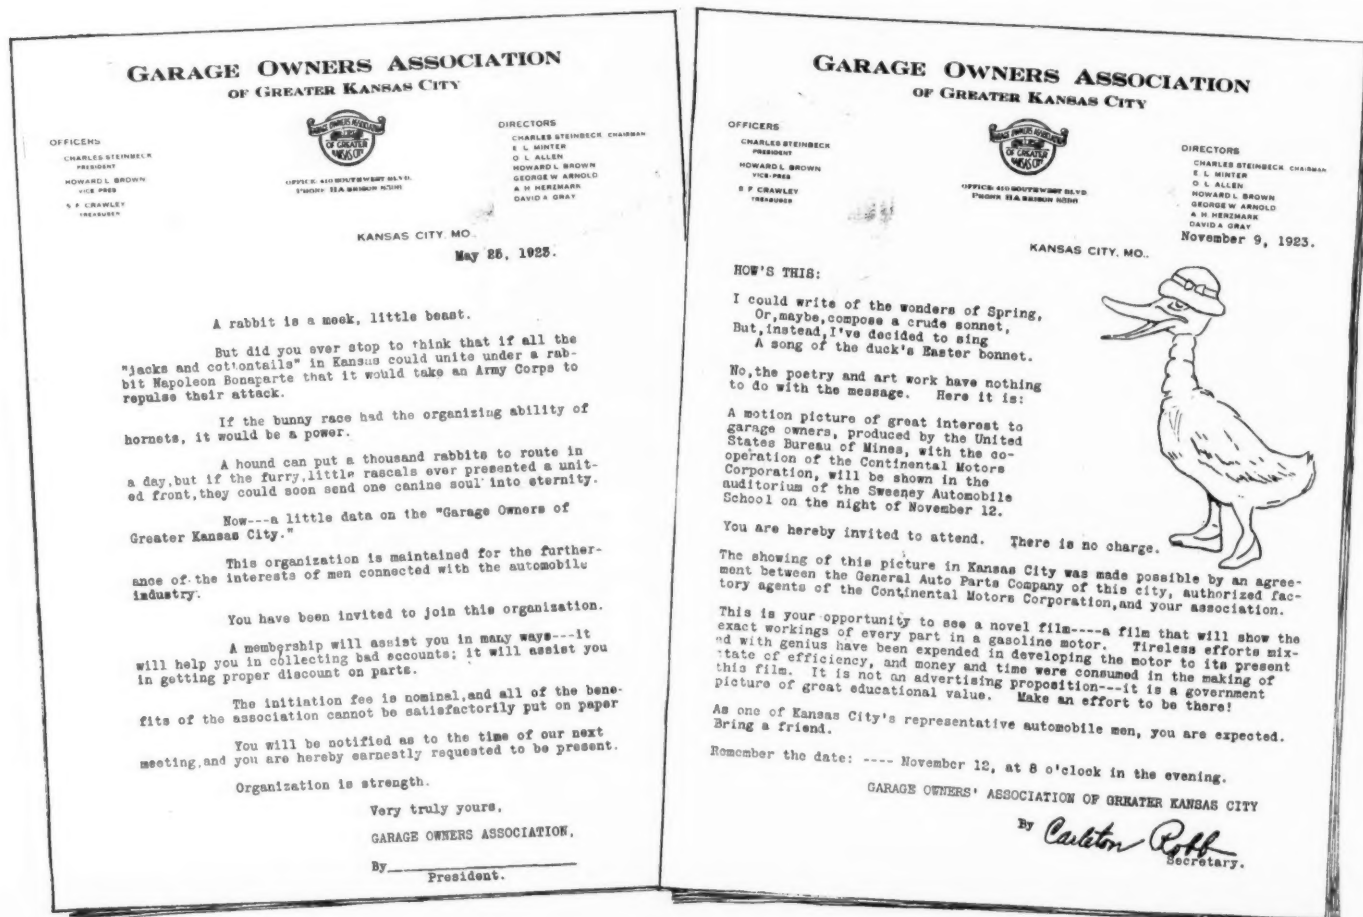 GARAGE OWNERS ASSOCIATION
OF GREATER KANSAS CITY
OFFICERS
CHARLES STEINBECK
PRESIDENT
HOWARD L BROWN
VICE PRES
S F CRAWLEY
TREASURER
GARAGE OWNERS ASSOCIATION
OF GREATER
KANSAS CITY
OFFICE: 410 SOUTHWEST BLVD.
PHONE HARRISON
DIRECTORS
CHARLES STEINBECK CHAIRMAN
E L MINTER
O L ALLEN
HOWARD L BROWN
GEORGE W ARNOLD
A H HERZMARK
DAVID A GRAY
KANSAS CITY, MO.,
May 25, 1923.
A rabbit is a meek, little beast.
But did you ever stop to think that if all the
"jacks and cottontails" in Kansas could unite under a rab-
bit Napoleon Bonaparte that it would take an Army Corps to
repulse their attack.
If the bunny race had the organizing ability of
hornets, it would be a power.
A hound can put a thousand rabbits to route in
a day,but if the furry,little rascals ever presented a unit-
ed front,they could soon send one canine soul into eternity.
Now---a little data on the "Garage Owners of
Greater Kansas City."
This organization is maintained for the further-
ance of the interests of men connected with the automobile
industry.
You have been invited to join this organization.
A membership will assist you in many ways---it
will help you in collecting bad accounts; it will assist you
in getting proper discount on parts.
The initiation fee is nominal,and all of the bene-
fits of the association cannot be satisfactorily put on paper
You will be notified as to the time of our next
meeting,and you are hereby earnestly requested to be present.
Organization is strength.
Very truly yours,
GARAGE OWNERS ASSOCIATION,
By
President.
GARAGE OWNERS ASSOCIATION
OF GREATER KANSAS CITY
OFFICERS
CHARLES STEINBECK
PRESIDENT
HOWARD L BROWN
VICE-PRES
S F CRAWLEY
TREASURER
GARAGE OWNERS ASSOCIATION
OF GREATER
KANSAS CITY
OFFICE: 410 SOUTHWEST BLVD
PHONE HARRISON
DIRECTORS
CHARLES STEINBECK CHAIRMAN
E L MINTER
O L ALLEN
HOWARD L BROWN
GEORGE W ARNOLD
A H HERZMARK
DAVID A GRAY
KANSAS CITY, MO.,
November 9, 1923.
HOW'S THIS:
I could write of the wonders of Spring,
Or,maybe,compose a crude sonnet,
But,instead,I've decided to sing
A song of the duck's Easter bonnet.
No,the poetry and art work have nothing
to do with the message. Here it is:
A motion picture of great interest to
garage owners, produced by the United
States Bureau of Mines, with the co-
operation of the Continental Motors
Corporation, will be shown in the
auditorium of the Sweeney Automobile
School on the night of November 12.
You are hereby invited to attend. There is no charge.
The showing of this picture in Kansas City was made possible by an agree-
ment between the General Auto Parts Company of this city, authorized fac-
tory agents of the Continental Motors Corporation,and your association.
This is your opportunity to see a novel film----a film that will show the
exact workings of every part in a gasoline motor. Tireless efforts mix-
ed with genius have been expended in developing the motor to its present
state of efficiency, and money and time were consumed in the making of
this film. It is not an advertising proposition---it is a government
picture of great educational value. Make an effort to be there!
As one of Kansas City's representative automobile men, you are expected.
Bring a friend.
Remember the date: ---- November 12, at 8 o'clock in the evening.
GARAGE OWNERS' ASSOCIATION OF GREATER KANSAS CITY
By Carleton Robb
Secretary.